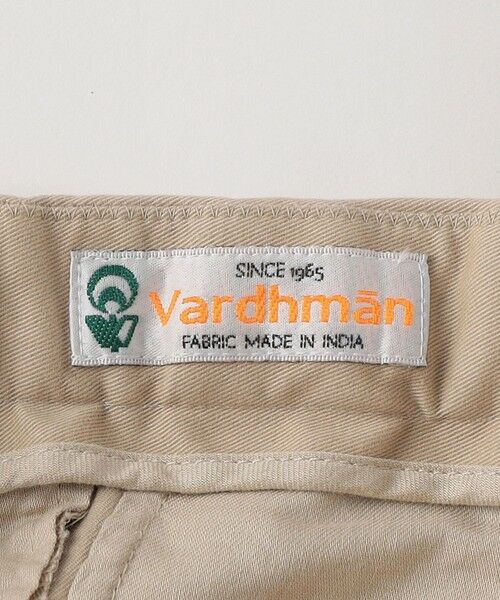 SINCE 1965
Vardhmān
FABRIC MADE IN INDIA